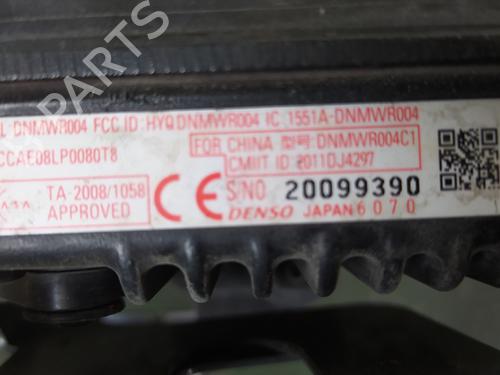 L DNMWR004 FCC ID: HYQDNMWR004 IC 1551A-DNMWR004
CCAE08LP0080T8
FOR CHINA 型号: DNMWR004C1
CMIIT ID 2011DJ4297
TA-2008/1058
APPROVED
CE S/NO 20099390
DENSO JAPAN 6070